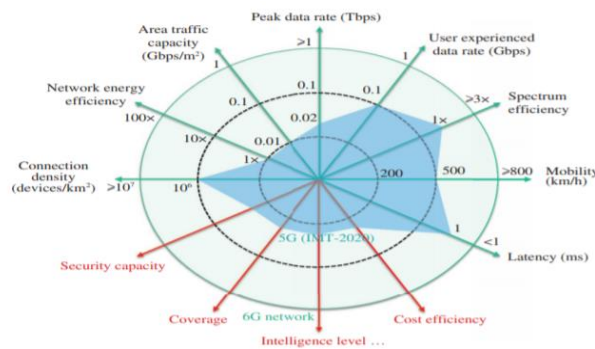 Peak data rate (Tbps)
Area traffic
capacity
(Gbps/m²)
User experienced
data rate (Gbps)
>1
1
1
Network energy
efficiency
Spectrum
efficiency
>3×
100×
0.1
0.1
0.1
10×
0.02
1×
0.01
1×
Connection
density
(devices/km²)
>10⁷
10⁶
200
500
>800
Mobility
(km/h)
5G (IMT-2020)
1
<1
Latency (ms)
Security capacity
Coverage
6G network
Cost efficiency
Intelligence level …